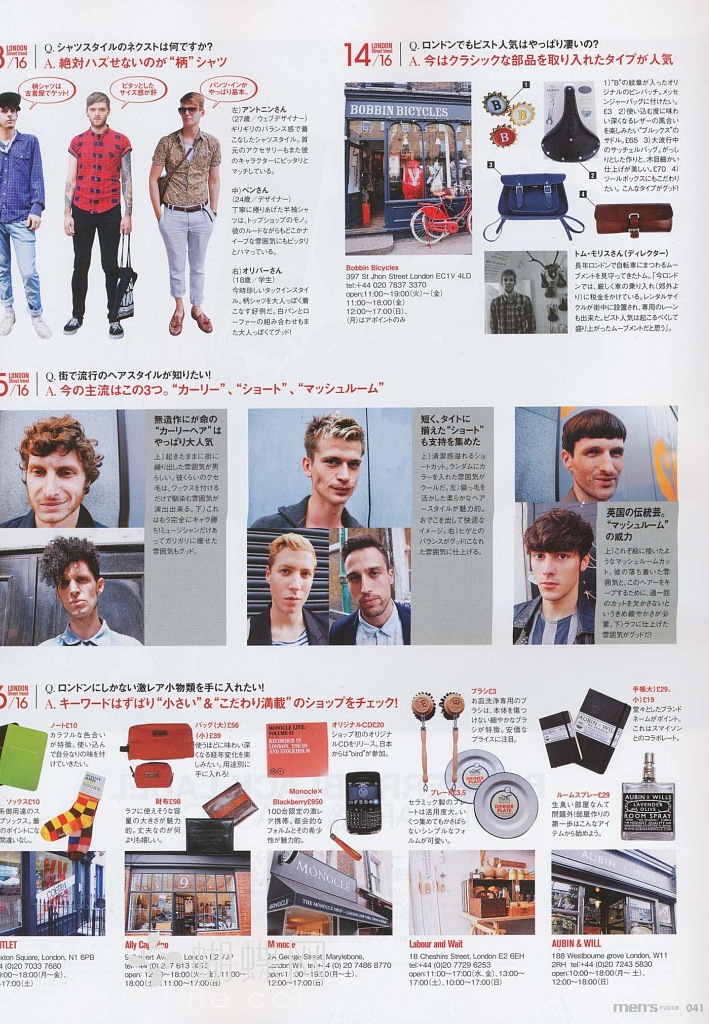 LONDON
Street trend
/16
Q. シャツスタイルのネクストは何ですか?
A. 絶対ハズせないのが“柄”シャツ
柄シャツは
古着屋でゲット!
ピタッとした
サイズ感が肝
パンツ・インが
やっぱり基本。
左)アントニンさん
(27歳/ウェブデザイナー)
ギリギリのバランス感で着
こなしたシャツスタイル。首
元のアクセサリーもまた彼
のキャラクターにピッタリと
マッチしている。
中)ベンさん
(24歳/デザイナー)
丁寧に捲りあげた半袖シャ
ツは、トップショップのモノ。
彼のルードながらもどこかナ
イーブな雰囲気にもピッタリ
とハマっている。
右)オリバーさん
(18歳/学生)
今時珍しいタックインスタイ
ル。柄シャツを大人っぽく着
こなす好例だ。白パンとロ
ーファーの組み合わせもま
た大人っぽくてグッド!
14/16
LONDON
Street trend
Q. ロンドンでもピスト人気はやっぱり凄いの?
A. 今はクラシックな部品を取り入れたタイプが人気
BOBBIN BICYCLES
1
2
3
4
1)“B”の紋章が入ったオリ
ジナルのピンバッチ。メッセ
ンジャーバッグに付けたい。
£3 2)使い込む度に味わ
い深くなるレザーの風合い
を楽しみたい“ブルックス”の
サドル。£65 3)大流行中
のサッチェルバッグ。がっし
りとした作りと、木目細かい
仕上げが美しい。£70 4)
ツールボックスにもこだわり
たい。こんなタイプがグッド!
Bobbin Bicycles
397 St Jhon Street London EC1V 4LD
tel:+44 020 7837 3370
open:11:00〜19:00(火)〜(金)
11:00〜18:00(金)
12:00〜17:00(日)、
(月)はアポイントのみ
トム・モリスさん(ディレクター)
長年ロンドンで自転車にまつわるムー
ブメントを見守ってきたトム。「今ロンド
ンでは、厳しく車の乗り入れ(郊外よ
り)に税金をかけている。レンタルサイ
クルが街中に設置され、専用のレーン
も出来た。ピスト人気は起こるべくして
盛り上がったムーブメントだと思う」。
5/16
LONDON
Street trend
Q. 街で流行のヘアスタイルが知りたい!
A. 今の主流はこの3つ。“カーリー”、“ショート”、“マッシュルーム”
無造作にが命の
“カーリーヘア”は
やっぱり大人気
上)起きたままに街に
繰り出した雰囲気が男
らしい。彼くらいのクセ
毛は、ワックスを付ける
だけで馴染む雰囲気が
演出出来る。下)これ
はもう完全にキャラ勝
ち!ミュージシャンだけあ
ってガリガリに痩せた
雰囲気もグッド。
短く、タイトに
揃えた“ショート”
も支持を集めた
上)清潔感溢れるショ
ートカット。ランダムにカ
ラーを入れた雰囲気が
クールだ。左)猫っ毛を
活かした柔らかなヘア
ースタイルが魅力的。
おでこを出して快活な
イメージ。右)ヒゲとの
バランスがグッド!こなれ
た雰囲気に仕上げる。
英国の伝統芸。
“マッシュルーム”
の威力
上)これぞ絵に描いたよ
うなマッシュルームカッ
ト。彼の落ち着いた雰
囲気と、このヘアーをキ
ープするために、週一回
のカットを欠かさないと
いうきめ細やかさが必
要。下)ラフに仕上げた
雰囲気がグッドだ!
6/16
LONDON
Street trend
Q. ロンドンにしかない激レア小物類を手に入れたい!
A. キーワードはずばり“小さい”&“こだわり満載”のショップをチェック!
ノート£10
カラフルな色合い
が特徴。使い込ん
で自分なりの味を付
けていきたい。
ソックス£10
バッグ(大)£56
(小)£39
使うほどに味わい深
くなる経年変化を楽
しみたい。用途別に
手に入れろ!
財布£98
ラフに使えそうな容
量の大きさが魅力
的。丈夫なのが何
よりも嬉しい。
MONOCLE LIVE:
VOLUME 01
RECORDED IN
LONDON, TOKYO
AND STOCKHOLM
オリジナルCD£20
ショップ初のオリジナ
ルCDをリリース。日本
からは“bird”が参加。
Monocle×
Blackberry£950
100台限定の激レ
ア携帯。都会的な
フォルムとその希少
性が魅力的。
ブラシ£3
お皿洗浄専用のブ
ラシは、本体を傷つ
けない細やかなブラ
シが特徴。安価な
プライスに注目。
プレート£3.5
セラミック製のプレ
ートは活用度大。い
くつ集めてもかさばら
ないシンプルなフォ
ルムが可愛い。
DINNER
PLATE
手帳大)£29、
小)£19
堂々としたブランド
ネームがポイント。
これはスマイソン
とのコラボレート。
AUBIN & WILLS
ルームスプレー£29
生臭い部屋なんて
問題外!部屋作りの
第一歩はこんなアイ
テムから始めよう。
AUBIN & WILLS
LAVENDER
& OLIVE
ROOM SPRAY
9
MONOCLE
THE MONOCLE SHOP
AUBIN
Ally Capellino
Monocle
2A George Street, Marylebone,
Labour and Wait
18 Cheshire Street, London E2 6EH
tel:+44(0)20 7729 6253
open:11:00〜17:00(水、金)、13:00〜
17:00(土)、10:00〜17:00(日)
AUBIN & WILL
188 Westbourne grove London, W11
2RH tel:+44(0)20 7243 5830
open:10:00〜18:00(月〜 土)、
12:00〜18:00(日)
men's FUDGE 041